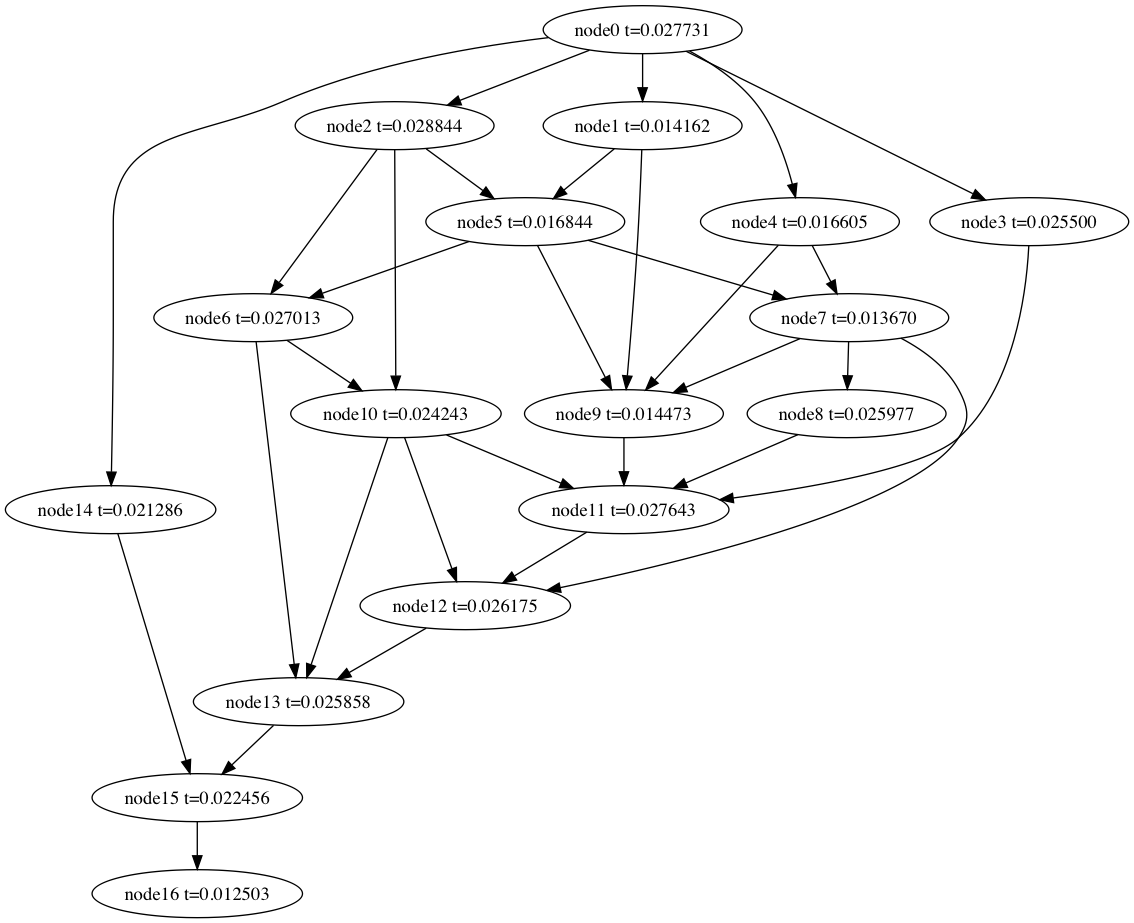 node0 t=0.027731
node2 t=0.028844
node1 t=0.014162
node5 t=0.016844
node4 t=0.016605
node3 t=0.025500
node6 t=0.027013
node7 t=0.013670
node10 t=0.024243
node9 t=0.014473
node8 t=0.025977
node14 t=0.021286
node11 t=0.027643
node12 t=0.026175
node13 t=0.025858
node15 t=0.022456
node16 t=0.012503